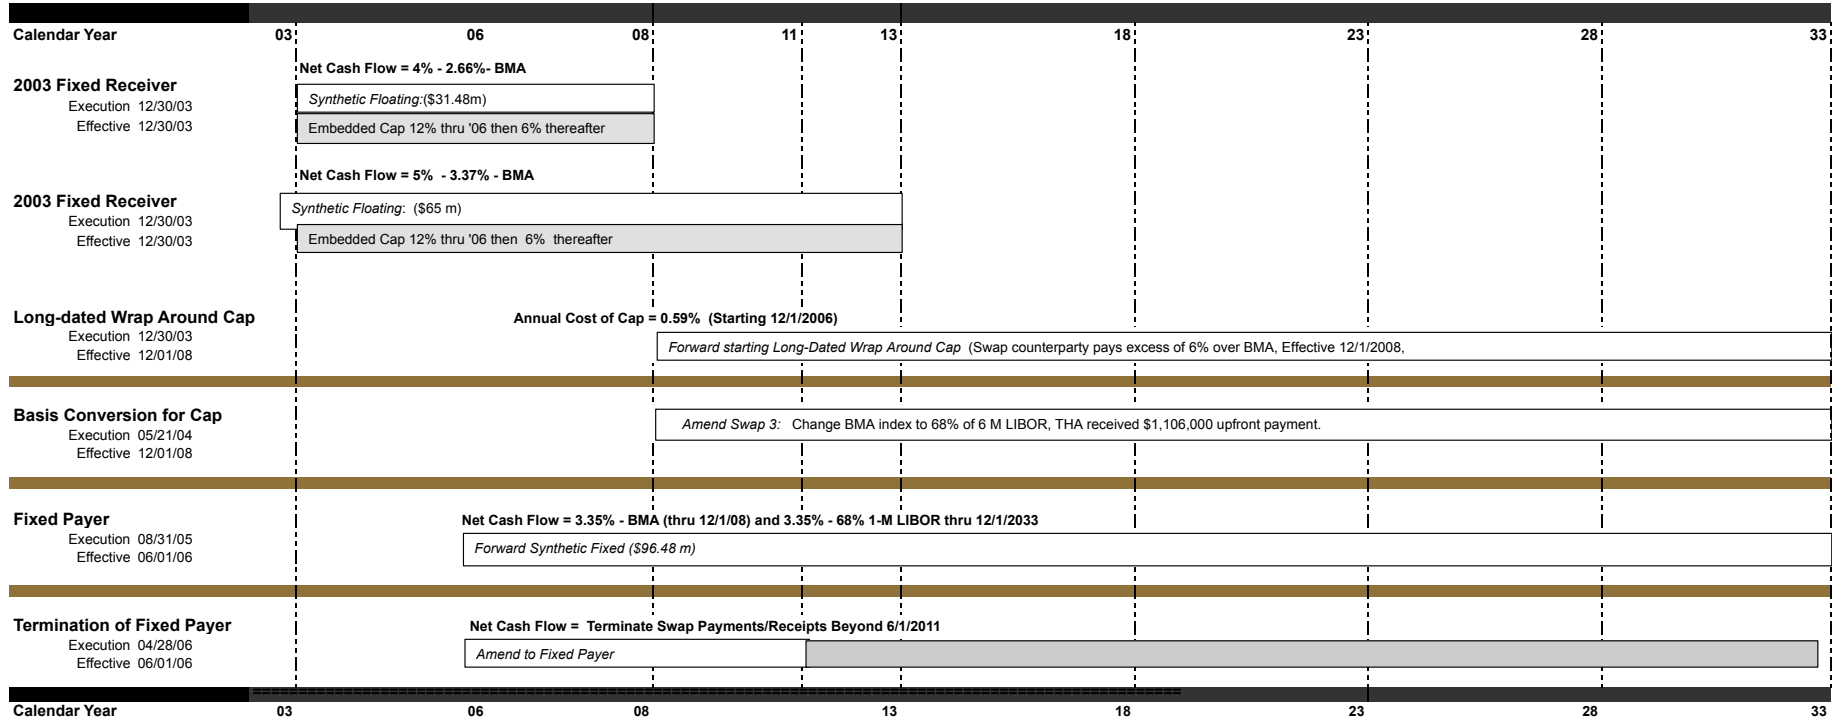 Calendar Year 03 06 08 11 13 18 23 28 33
Net Cash Flow = 4% - 2.66%- BMA
2003 Fixed Receiver
Synthetic Floating:($31.48m)
Execution 12/30/03
Effective 12/30/03
Embedded Cap 12% thru '06 then 6% thereafter
Net Cash Flow = 5% - 3.37% - BMA
2003 Fixed Receiver
Synthetic Floating: ($65 m)
Execution 12/30/03
Effective 12/30/03
Embedded Cap 12% thru '06 then 6% thereafter
Long-dated Wrap Around Cap
Annual Cost of Cap = 0.59% (Starting 12/1/2006)
Execution 12/30/03
Effective 12/01/08
Forward starting Long-Dated Wrap Around Cap (Swap counterparty pays excess of 6% over BMA, Effective 12/1/2008,
Basis Conversion for Cap
Amend Swap 3: Change BMA index to 68% of 6 M LIBOR, THA received $1,106,000 upfront payment.
Execution 05/21/04
Effective 12/01/08
Fixed Payer
Net Cash Flow = 3.35% - BMA (thru 12/1/08) and 3.35% - 68% 1-M LIBOR thru 12/1/2033
Execution 08/31/05
Effective 06/01/06
Forward Synthetic Fixed ($96.48 m)
Termination of Fixed Payer
Net Cash Flow = Terminate Swap Payments/Receipts Beyond 6/1/2011
Execution 04/28/06
Effective 06/01/06
Amend to Fixed Payer
Calendar Year 03 06 08 13 18 23 28 33